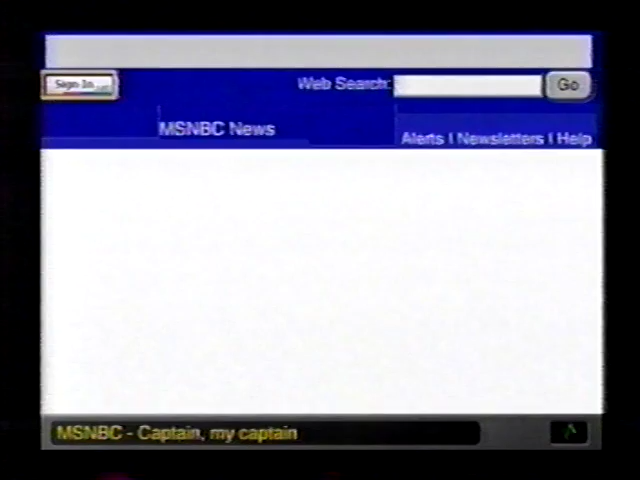 Sign In
Web Search:
Go
MSNBC News
Alerts | Newsletters | Help
MSNBC - Captain, my captain